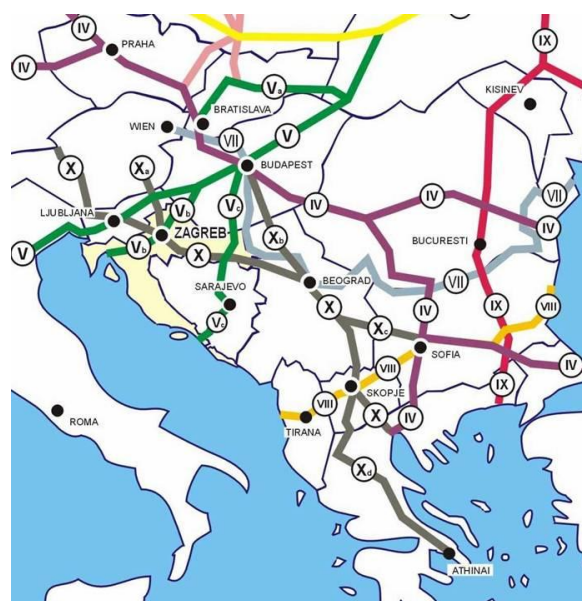 IV
IX
PRAHA
IX
IV
KISINEV
Va
BRATISLAVA
WIEN
VII
V
X
Xa
BUDAPEST
VII
IV
Vb
Vc
IV
LJUBLJANA
ZAGREB
IV
Xb
BUCURESTI
V
Vb
X
BEOGRAD
VII
SARAJEVO
X
IV
IX
VIII
Vc
Xc
SOFIA
IV
VIII
IX
VIII
SKOPJE
X
IV
ROMA
TIRANA
Xd
ATHINAI